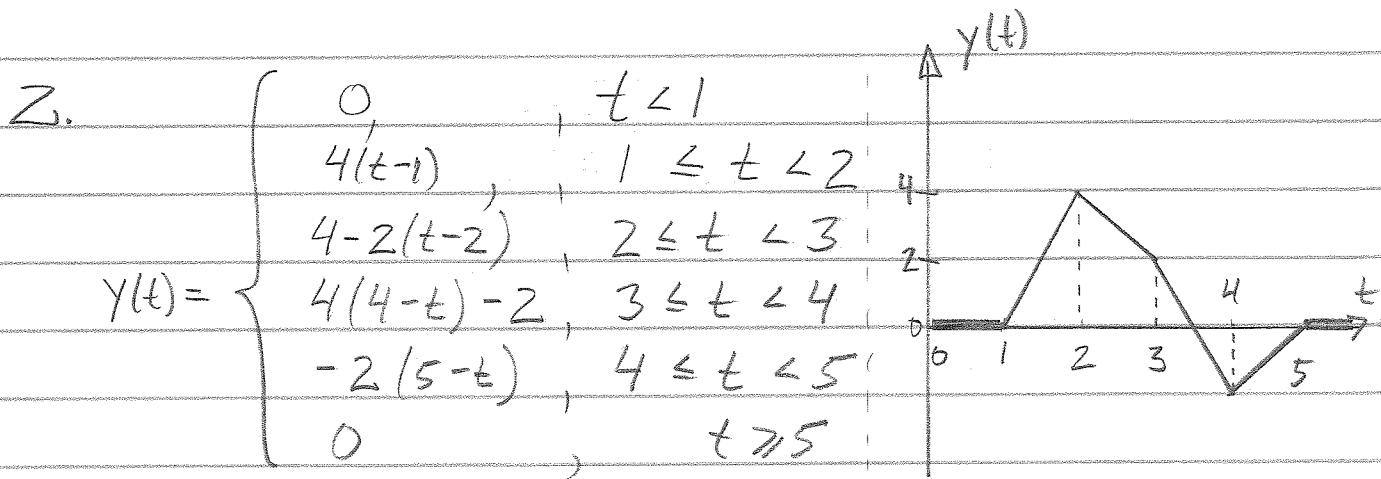 2.
y(t) = {
0, , t < 1
4(t-1), , 1 ≤ t < 2
4-2(t-2), 2 ≤ t < 3
4(4-t)-2, 3 ≤ t < 4
-2(5-t), 4 ≤ t < 5
0, t ≥ 5
y(t)
4
2
4 t
0
0 1 2 3 5